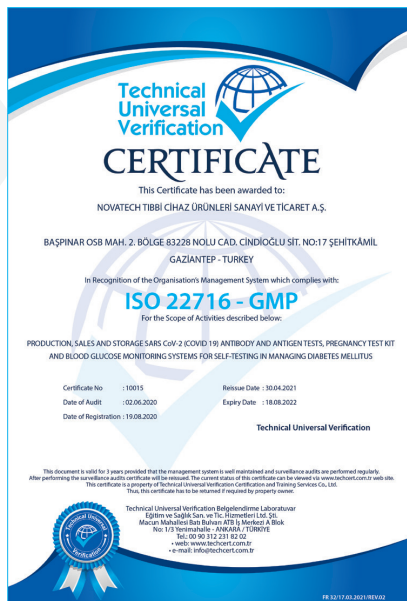 Technical
Universal
Verification
CERTIFICATE
This Certificate has been awarded to:
NOVATECH TIBBİ CİHAZ ÜRÜNLERİ SANAYİ VE TİCARET A.Ş.
BAŞPINAR OSB MAH. 2. BÖLGE 83228 NOLU CAD. CİNDİOĞLU SİT. NO:17 ŞEHİTKÂMİL
GAZİANTEP - TURKEY
In Recognition of the Organisation's Management System which complies with:
ISO 22716 - GMP
For the Scope of Activities described below:
PRODUCTION, SALES AND STORAGE SARS CoV-2 (COVID 19) ANTIBODY AND ANTIGEN TESTS, PREGNANCY TEST KIT
AND BLOOD GLUCOSE MONITORING SYSTEMS FOR SELF-TESTING IN MANAGING DIABETES MELLITUS
Certificate No : 10015 Reissue Date : 30.04.2021
Date of Audit : 02.06.2020 Expiry Date : 18.08.2022
Date of Registration : 19.08.2020
Technical Universal Verification
This document is valid for 3 years provided that the management system is well maintained and surveillance audits are performed regularly.
After performing the surveillance audits certificate will be reissued. The current status of this certificate can be viewed via www.techcert.com.tr web site.
This certificate is a property of Technical Universal Verification Certification and Training Services Co., Ltd.
Thus, this certificate has to be returned if required by property owner.
Technical Universal Verification Belgelendirme Laboratuvar
Eğitim ve Sağlık San. ve Tic. Hizmetleri Ltd. Şti.
Macun Mahallesi Batı Bulvarı ATB İş Merkezi A Blok
No: 1/3 Yenimahalle - ANKARA / TÜRKİYE
Tel.: 00 90 312 231 82 02
• web: www.techcert.com.tr
• e-mail: info@techcert.com.tr
Technical Universal
Verification
FR 32/17.03.2021/REV.02